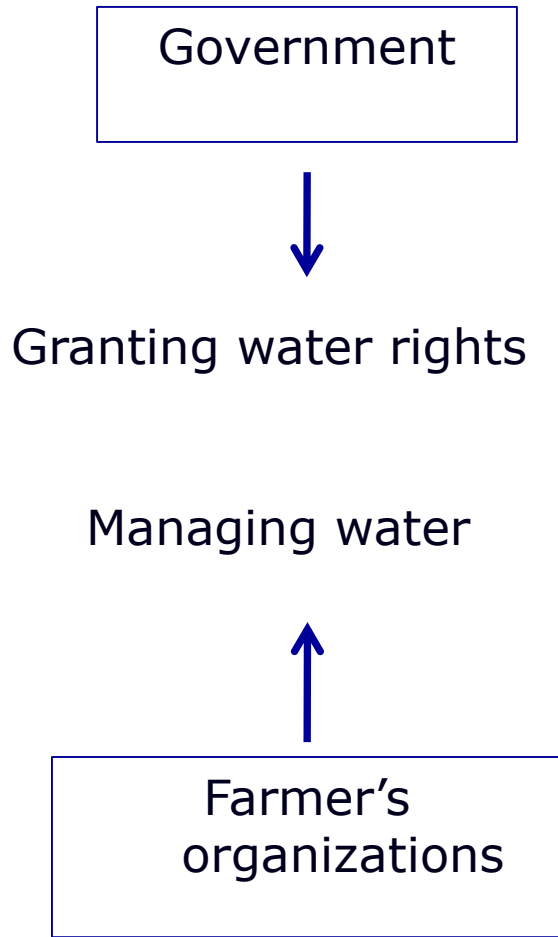 Government
Granting water rights
Managing water
Farmer’s
organizations